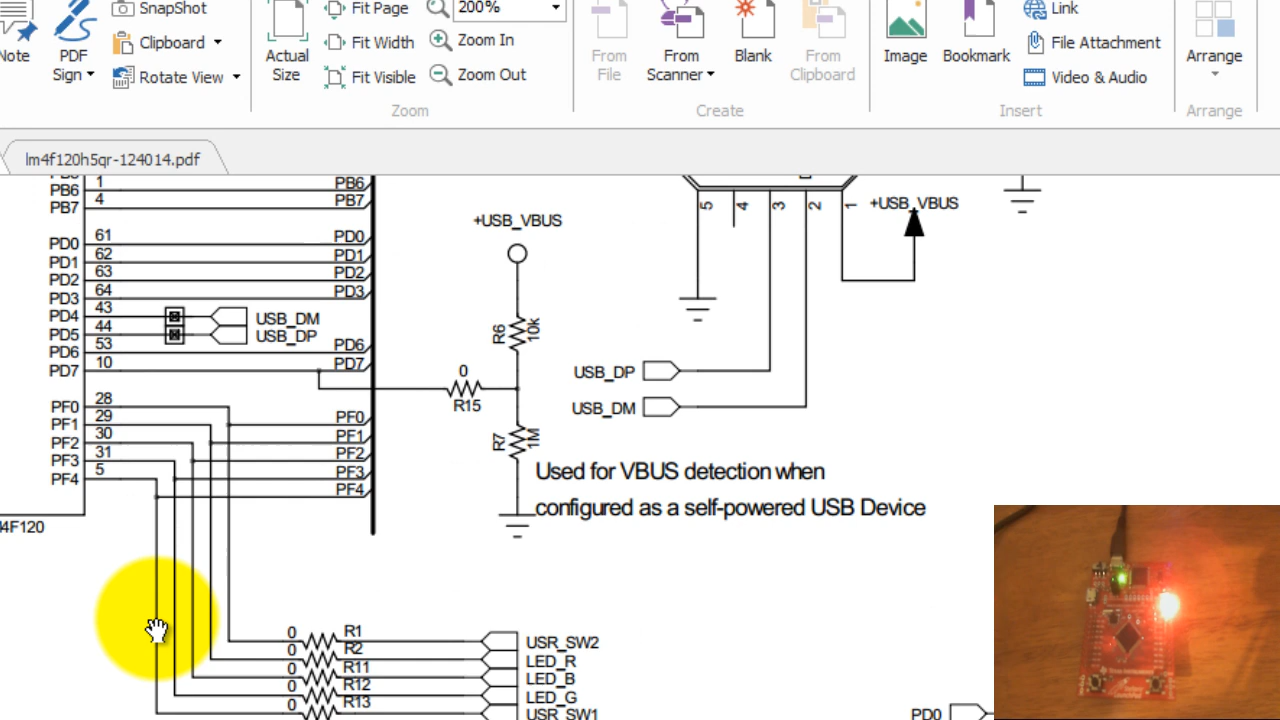 Note
PDF
Sign
SnapShot
Clipboard
Rotate View
Actual
Size
Fit Page
Fit Width
Fit Visible
200%
Zoom In
Zoom Out
Zoom
From
File
From
Scanner
Blank
From
Clipboard
Create
Image
Bookmark
Link
File Attachment
Video & Audio
Insert
Arrange
Arrange
lm4f120h5qr-124014.pdf
PB6 1 PB6
PB7 4 PB7
PD0 61 PD0
PD1 62 PD1
PD2 63 PD2
PD3 64 PD3
PD4 43 USB_DM
PD5 44 USB_DP
PD6 53 PD6
PD7 10 PD7
PF0 28 PF0
PF1 29 PF1
PF2 30 PF2
PF3 31 PF3
PF4 5 PF4
4F120
+USB_VBUS
R6 10k
0
R15
R7 1M
5 4 3 2 1
+USB_VBUS
USB_DP
USB_DM
Used for VBUS detection when
configured as a self-powered USB Device
0 R1 USR_SW2
0 R2 LED_R
0 R11 LED_B
0 R12 LED_G
0 R13 USR_SW1
PD0